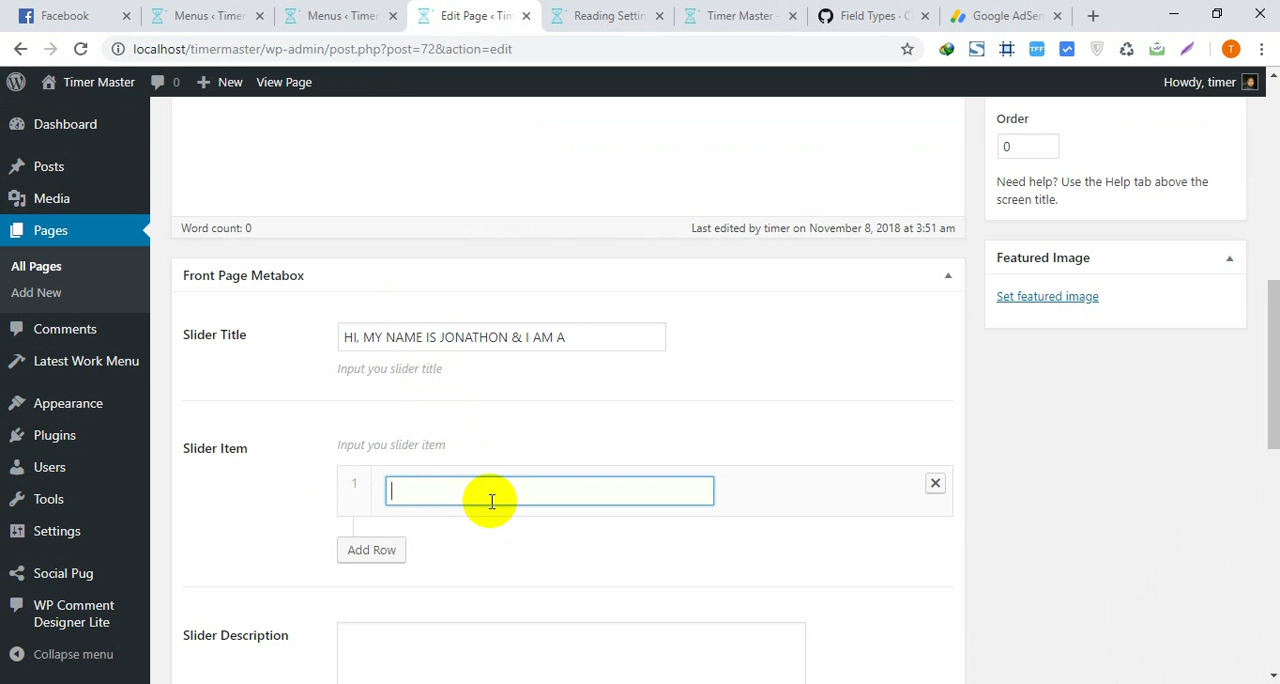 Facebook
Menus ‹ Timer
Menus ‹ Timer
Edit Page ‹ Tim
Reading Settin
Timer Master –
Field Types · C
Google AdSen
localhost/timermaster/wp-admin/post.php?post=72&action=edit
TFF
T
Timer Master
0
New
View Page
Howdy, timer
Dashboard
Posts
Media
Pages
All Pages
Add New
Comments
Latest Work Menu
Appearance
Plugins
Users
Tools
Settings
Social Pug
WP Comment
Designer Lite
Collapse menu
Word count: 0
Last edited by timer on November 8, 2018 at 3:51 am
Front Page Metabox
Slider Title
HI, MY NAME IS JONATHON & I AM A
Input you slider title
Slider Item
Input you slider item
1
Add Row
Slider Description
Order
0
Need help? Use the Help tab above the
screen title.
Featured Image
Set featured image